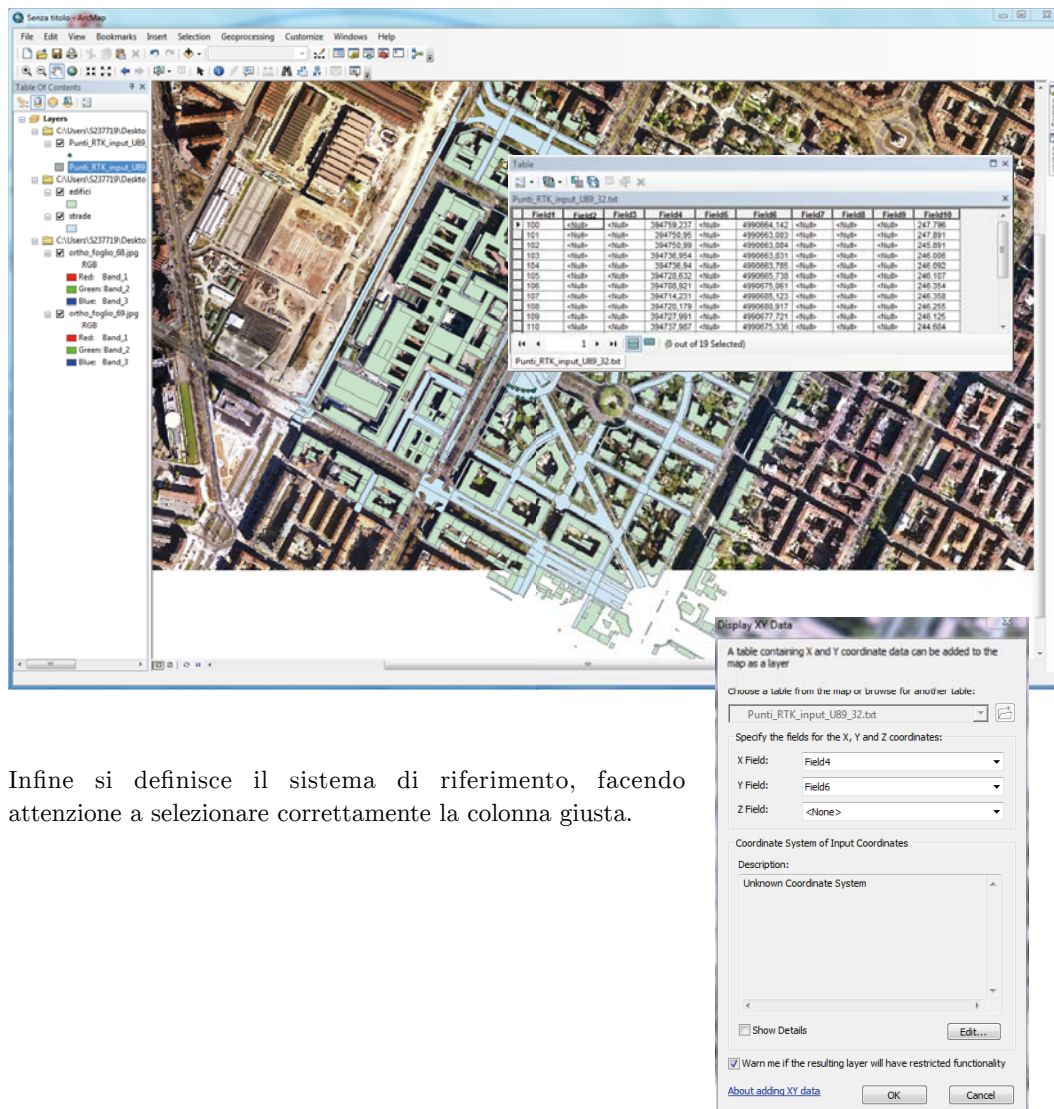 Senza titolo - ArcMap
File Edit View Bookmarks Insert Selection Geoprocessing Customize Windows Help
Table Of Contents
Layers
C:\Users\S237719\Deskto
Punti_RTK_input_U89_
Punti_RTK_input_U89
C:\Users\S237719\Deskto
edifici
strade
C:\Users\S237719\Deskto
ortho_foglio_68.jpg
RGB
Red: Band_1
Green: Band_2
Blue: Band_3
ortho_foglio_69.jpg
RGB
Red: Band_1
Green: Band_2
Blue: Band_3
Table
Punti_RTK_input_U89_32.txt
Field1 Field2 Field3 Field4 Field5 Field6 Field7 Field8 Field9 Field10
100 <Null> <Null> 394759,237 <Null> 4990664,142 <Null> <Null> <Null> 247.796
101 <Null> <Null> 394750,95 <Null> 4990663,083 <Null> <Null> <Null> 247.891
102 <Null> <Null> 394750,99 <Null> 4990663,084 <Null> <Null> <Null> 245.891
103 <Null> <Null> 394736,954 <Null> 4990663,831 <Null> <Null> <Null> 246.006
104 <Null> <Null> 394736,94 <Null> 4990663,785 <Null> <Null> <Null> 246.092
105 <Null> <Null> 394720,632 <Null> 4990665,738 <Null> <Null> <Null> 246.107
106 <Null> <Null> 394708,921 <Null> 4990675,061 <Null> <Null> <Null> 246.354
107 <Null> <Null> 394714,231 <Null> 4990685,123 <Null> <Null> <Null> 246.358
108 <Null> <Null> 394720,179 <Null> 4990680,917 <Null> <Null> <Null> 246.255
109 <Null> <Null> 394727,991 <Null> 4990677,721 <Null> <Null> <Null> 246.125
110 <Null> <Null> 394737,987 <Null> 4990675,336 <Null> <Null> <Null> 244.684
1 (0 out of 19 Selected)
Punti_RTK_input_U89_32.txt
Infine si definisce il sistema di riferimento, facendo
attenzione a selezionare correttamente la colonna giusta.
Display XY Data
A table containing X and Y coordinate data can be added to the
map as a layer
Choose a table from the map or browse for another table:
Punti_RTK_input_U89_32.txt
Specify the fields for the X, Y and Z coordinates:
X Field: Field4
Y Field: Field6
Z Field: <None>
Coordinate System of Input Coordinates
Description:
Unknown Coordinate System
Show Details Edit...
Warn me if the resulting layer will have restricted functionality
About adding XY data OK Cancel